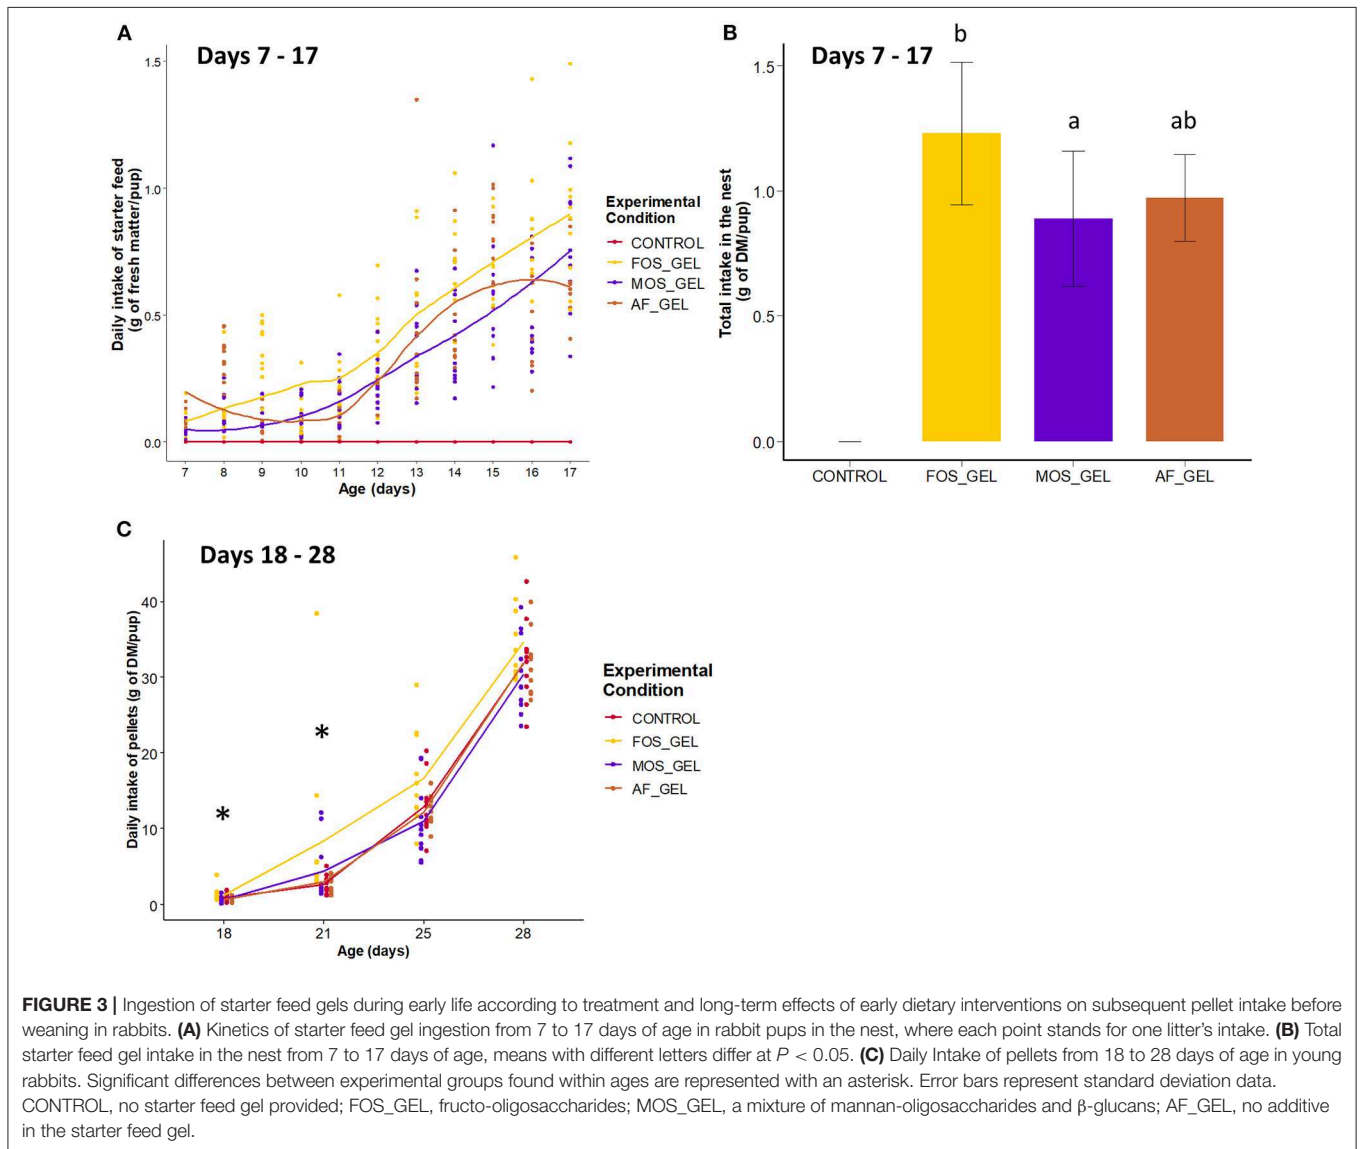 A
Days 7 - 17
Daily intake of starter feed
(g of fresh matter/pup)
1.5
1.0
0.5
0.0
7 8 9 10 11 12 13 14 15 16 17
Age (days)
Experimental
Condition
CONTROL
FOS_GEL
MOS_GEL
AF_GEL
B
Days 7 - 17
b
a
ab
Total intake in the nest
(g of DM/pup)
1.5
1.0
0.5
0.0
CONTROL FOS_GEL MOS_GEL AF_GEL
C
Days 18 - 28
Daily intake of pellets (g of DM/pup)
40
30
20
10
0
*
*
18 21 25 28
Age (days)
Experimental
Condition
CONTROL
FOS_GEL
MOS_GEL
AF_GEL
FIGURE 3 | Ingestion of starter feed gels during early life according to treatment and long-term effects of early dietary interventions on subsequent pellet intake before
weaning in rabbits. (A) Kinetics of starter feed gel ingestion from 7 to 17 days of age in rabbit pups in the nest, where each point stands for one litter's intake. (B) Total
starter feed gel intake in the nest from 7 to 17 days of age, means with different letters differ at P < 0.05. (C) Daily Intake of pellets from 18 to 28 days of age in young
rabbits. Significant differences between experimental groups found within ages are represented with an asterisk. Error bars represent standard deviation data.
CONTROL, no starter feed gel provided; FOS_GEL, fructo-oligosaccharides; MOS_GEL, a mixture of mannan-oligosaccharides and β-glucans; AF_GEL, no additive
in the starter feed gel.